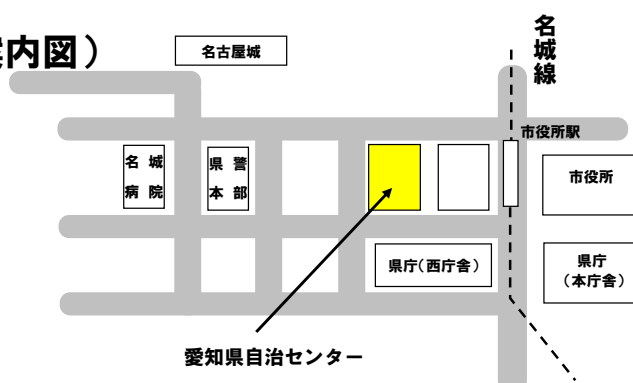 内図）
名古屋城
名城線
市役所駅
名城
病院
県警
本部
市役所
県庁（西庁舎）
県庁
（本庁舎）
愛知県自治センター